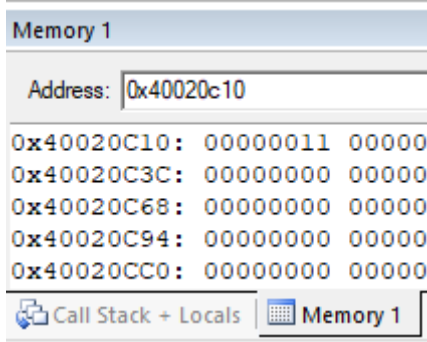 Memory 1
Address: 0x40020c10
0x40020C10: 00000011 00000
0x40020C3C: 00000000 00000
0x40020C68: 00000000 00000
0x40020C94: 00000000 00000
0x40020CC0: 00000000 00000
Call Stack + Locals Memory 1